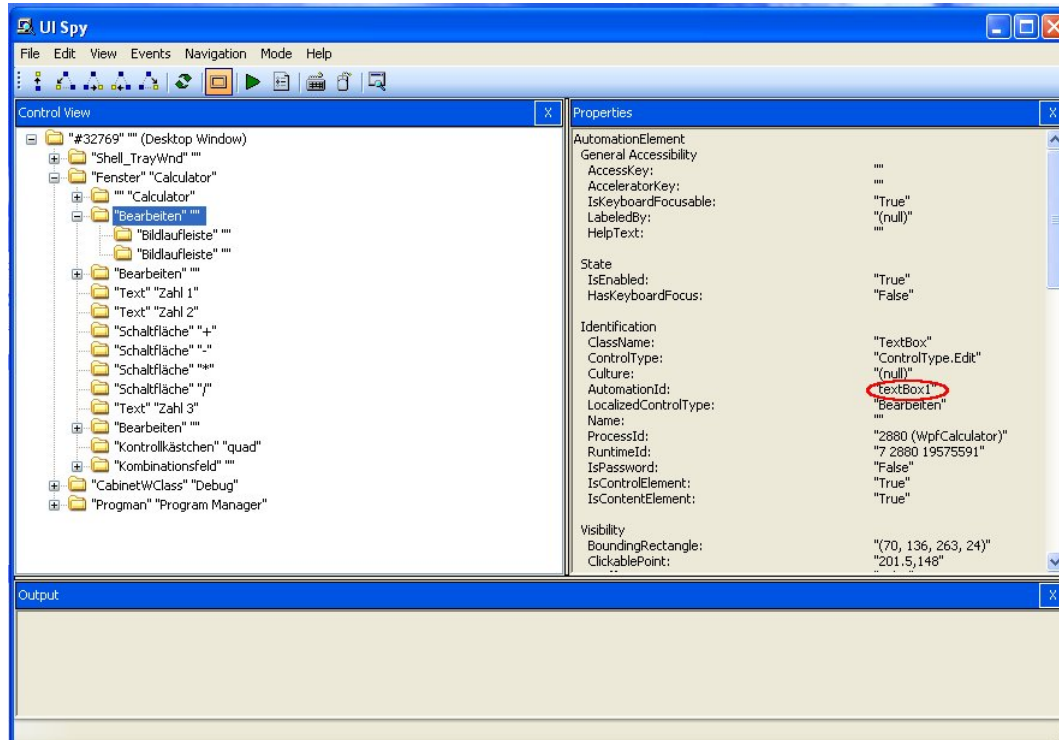 UI Spy
File Edit View Events Navigation Mode Help
Control View X
"#32769" "" (Desktop Window)
"Shell_TrayWnd" ""
"Fenster" "Calculator"
"" "Calculator"
"Bearbeiten" ""
"Bildlaufleiste" ""
"Bildlaufleiste" ""
"Bearbeiten" ""
"Text" "Zahl 1"
"Text" "Zahl 2"
"Schaltfläche" "+"
"Schaltfläche" "-"
"Schaltfläche" "*"
"Schaltfläche" "/"
"Text" "Zahl 3"
"Bearbeiten" ""
"Kontrollkästchen" "quad"
"Kombinationsfeld" ""
"CabinetWClass" "Debug"
"Progman" "Program Manager"
Properties X
AutomationElement
General Accessibility
AccessKey: ""
AcceleratorKey: ""
IsKeyboardFocusable: "True"
LabeledBy: "(null)"
HelpText: ""
State
IsEnabled: "True"
HasKeyboardFocus: "False"
Identification
ClassName: "TextBox"
ControlType: "ControlType.Edit"
Culture: "(null)"
AutomationId: "textBox1"
LocalizedControlType: "Bearbeiten"
Name: ""
ProcessId: "2880 (WpfCalculator)"
RuntimeId: "7 2880 19575591"
IsPassword: "False"
IsControlElement: "True"
IsContentElement: "True"
Visibility
BoundingRectangle: "(70, 136, 263, 24)"
ClickablePoint: "201.5,148"
Output X